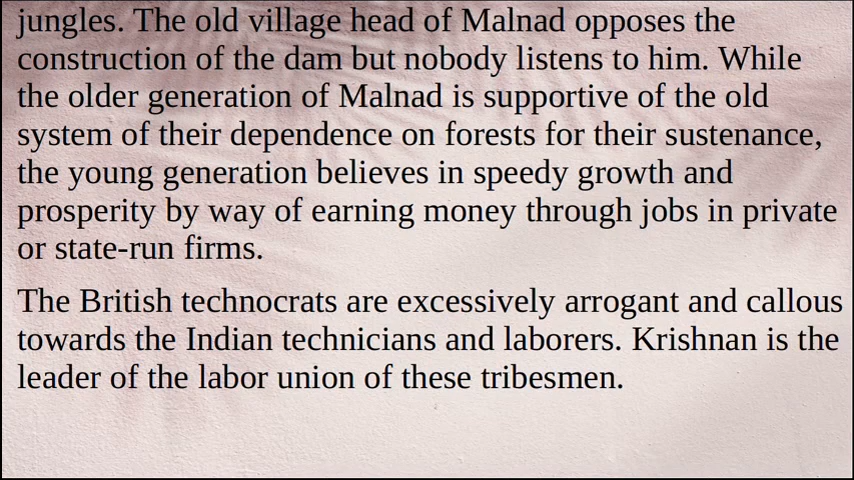 jungles. The old village head of Malnad opposes the
construction of the dam but nobody listens to him. While
the older generation of Malnad is supportive of the old
system of their dependence on forests for their sustenance,
the young generation believes in speedy growth and
prosperity by way of earning money through jobs in private
or state-run firms.
The British technocrats are excessively arrogant and callous
towards the Indian technicians and laborers. Krishnan is the
leader of the labor union of these tribesmen.